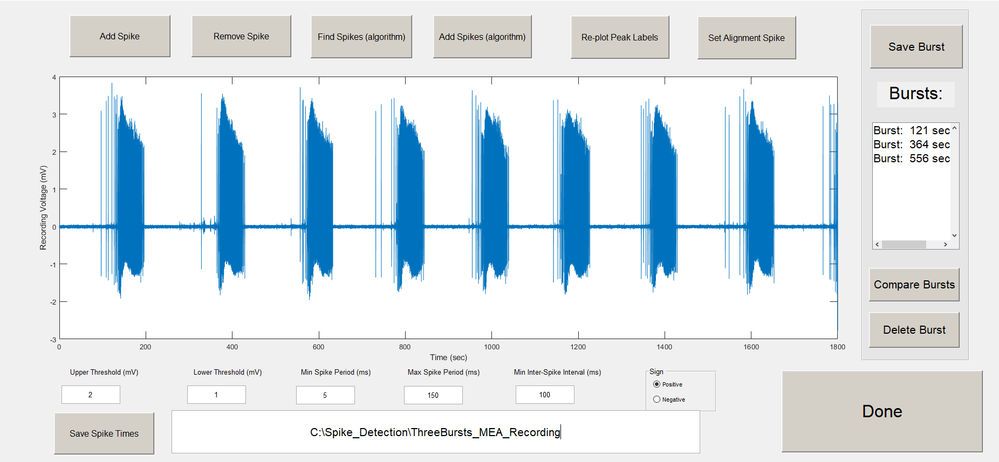 Add Spike
Remove Spike
Find Spikes (algorithm)
Add Spikes (algorithm)
Re-plot Peak Labels
Set Alignment Spike
Save Burst
Bursts:
Burst:  121 sec
Burst:  364 sec
Burst:  556 sec
Compare Bursts
Delete Burst
4
3
2
1
0
-1
-2
-3
Recording Voltage (mV)
0 200 400 600 800 1000 1200 1400 1600 1800
Time (sec)
Upper Threshold (mV)
2
Lower Threshold (mV)
1
Min Spike Period (ms)
5
Max Spike Period (ms)
150
Min Inter-Spike Interval (ms)
100
Sign
Positive
Negative
Done
Save Spike Times
C:\Spike_Detection\ThreeBursts_MEA_Recording